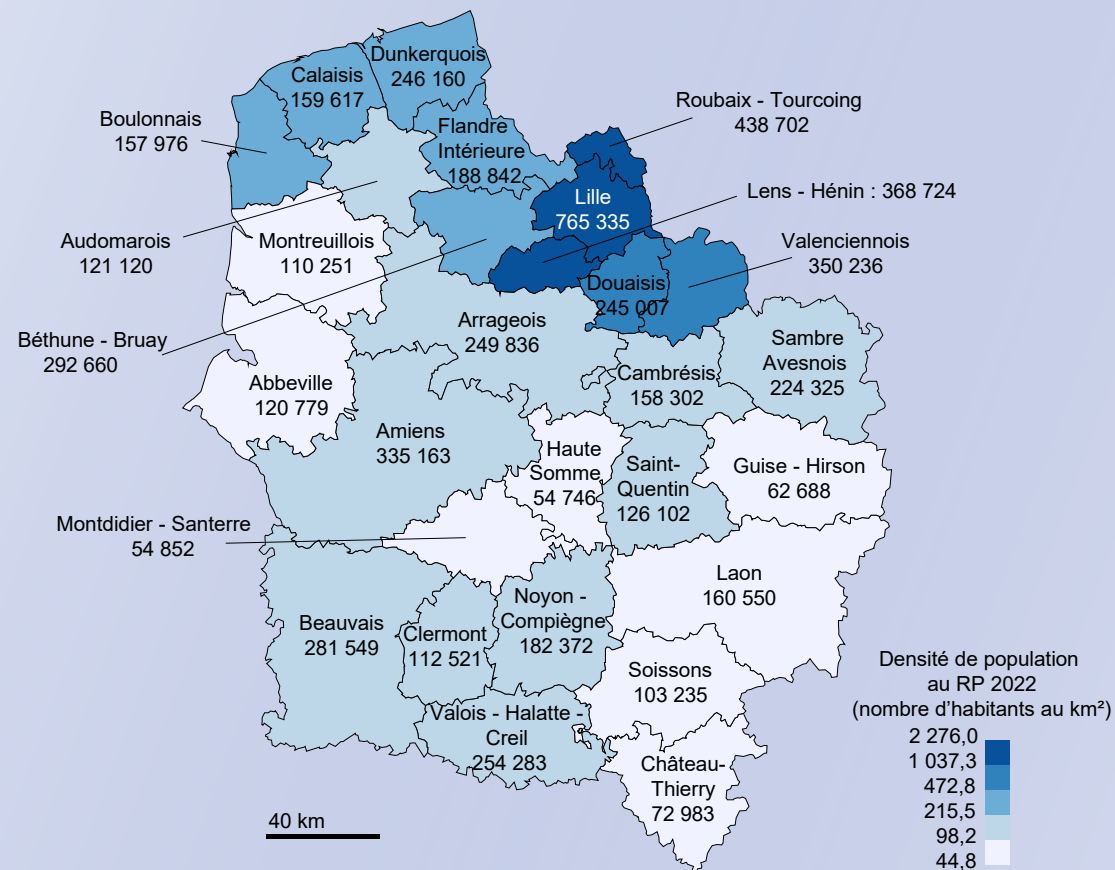 Dunkerquois
246 160
Calaisis
159 617
Boulonnais
157 976
Flandre
Intérieure
188 842
Roubaix - Tourcoing
438 702
Lille
765 335
Lens - Hénin : 368 724
Audomarois
121 120
Montreuillois
110 251
Valenciennois
350 236
Douaisis
245 007
Béthune - Bruay
292 660
Arrageois
249 836
Sambre
Avesnois
224 325
Cambrésis
158 302
Abbeville
120 779
Amiens
335 163
Haute
Somme
54 746
Saint-
Quentin
126 102
Guise - Hirson
62 688
Montdidier - Santerre
54 852
Laon
160 550
Beauvais
281 549
Clermont
112 521
Noyon -
Compiègne
182 372
Soissons
103 235
Valois - Halatte -
Creil
254 283
Château-
Thierry
72 983
Densité de population
au RP 2022
(nombre d’habitants au km²)
2 276,0
1 037,3
472,8
215,5
98,2
44,8
40 km